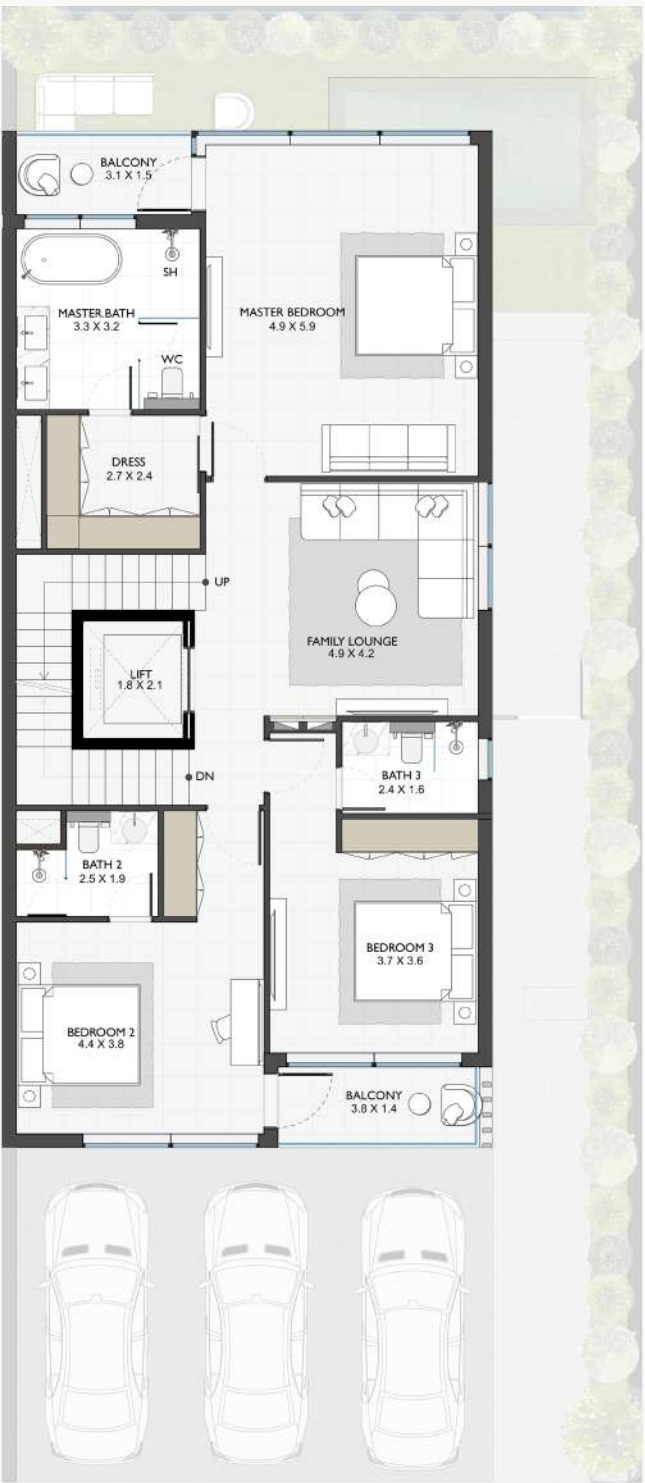 BALCONY
3.1 X 1.5
SH
MASTER.BATH
3.3 X 3.2
MASTER BEDROOM
4.9 X 5.9
WC
DRESS
2.7 X 2.4
UP
FAMILY LOUNGE
4.9 X 4.2
LIFT
1.8 X 2.1
DN
BATH 3
2.4 X 1.6
BATH 2
2.5 X 1.9
BEDROOM 3
3.7 X 3.6
BEDROOM 2
4.4 X 3.8
BALCONY
3.8 X 1.4